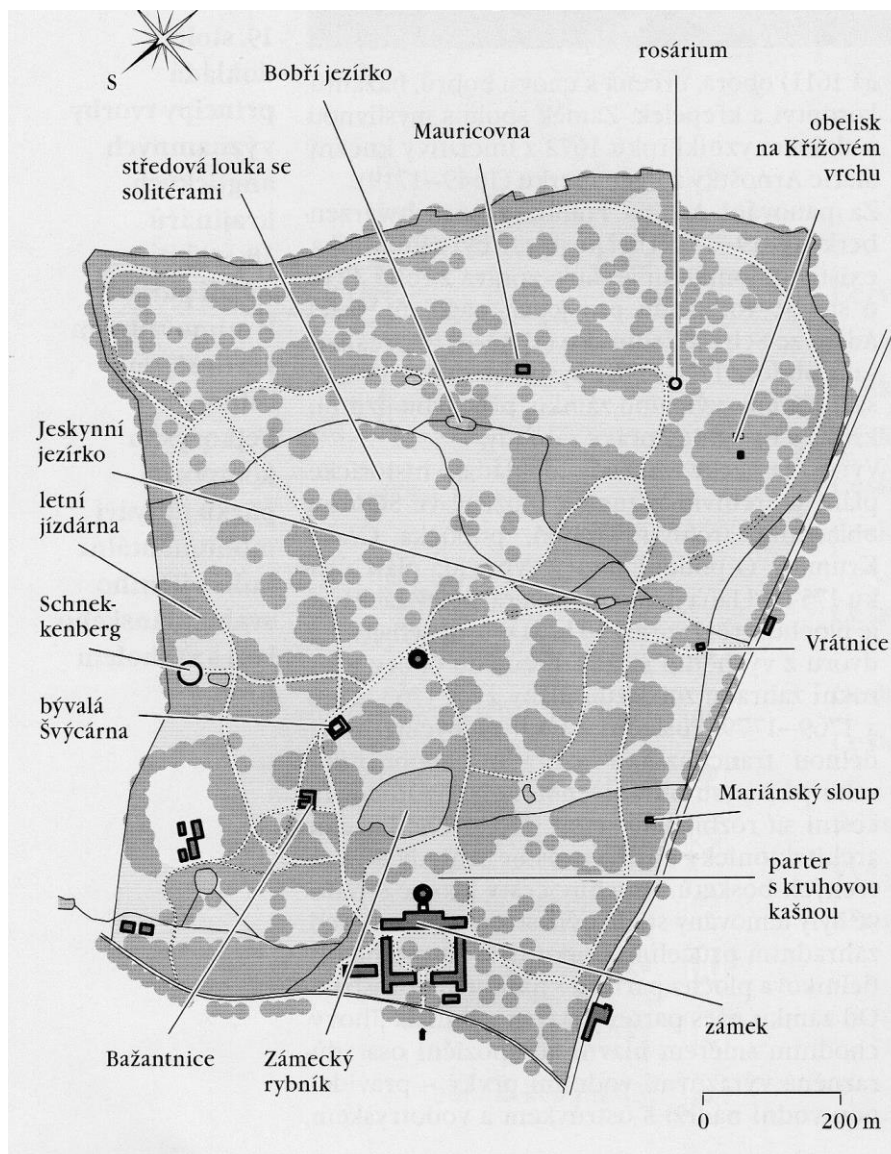 S
Bobří jezírko
rosárium
Mauricovna
obelisk
na Křížovém
vrchu
středová louka se
solitérami
Jeskynní
jezírko
letní
jízdárna
Schnek-
kenberg
bývalá
Švýcárna
Vrátnice
Mariánský sloup
parter
s kruhovou
kašnou
zámek
Bažantnice
Zámecký
rybník
0 200 m